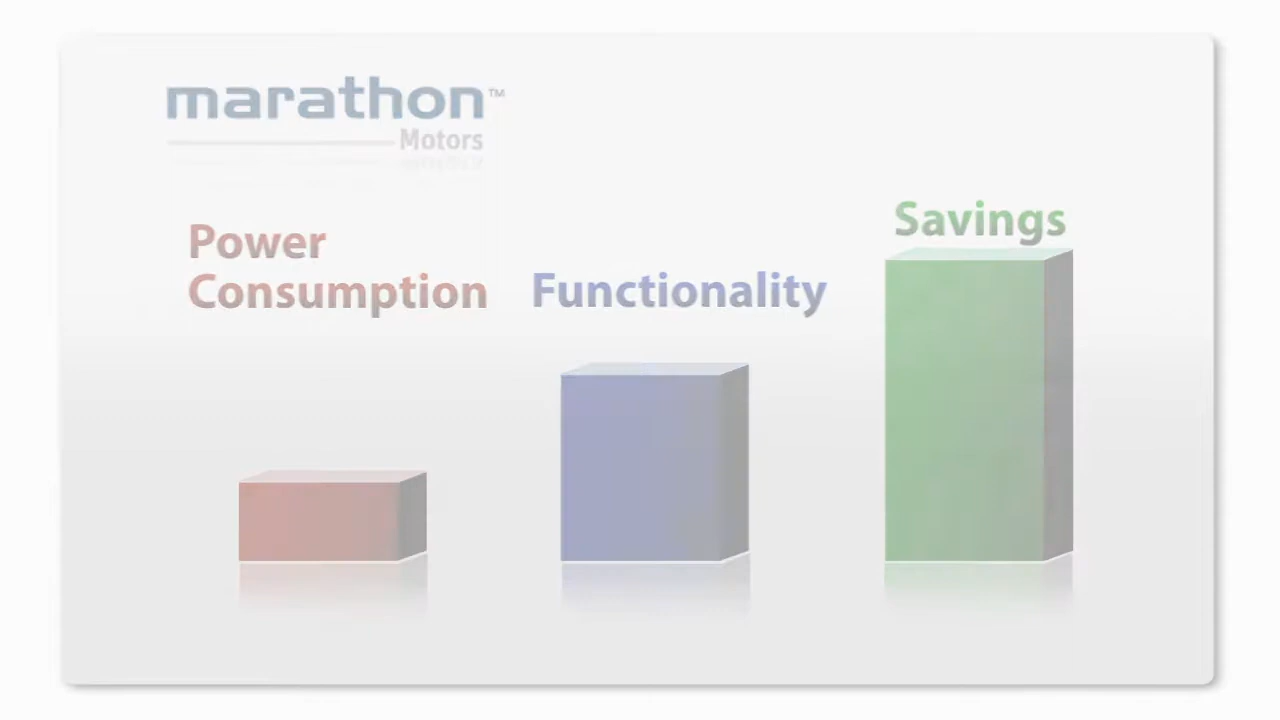 marathon™
Motors
Power
Consumption
Functionality
Savings